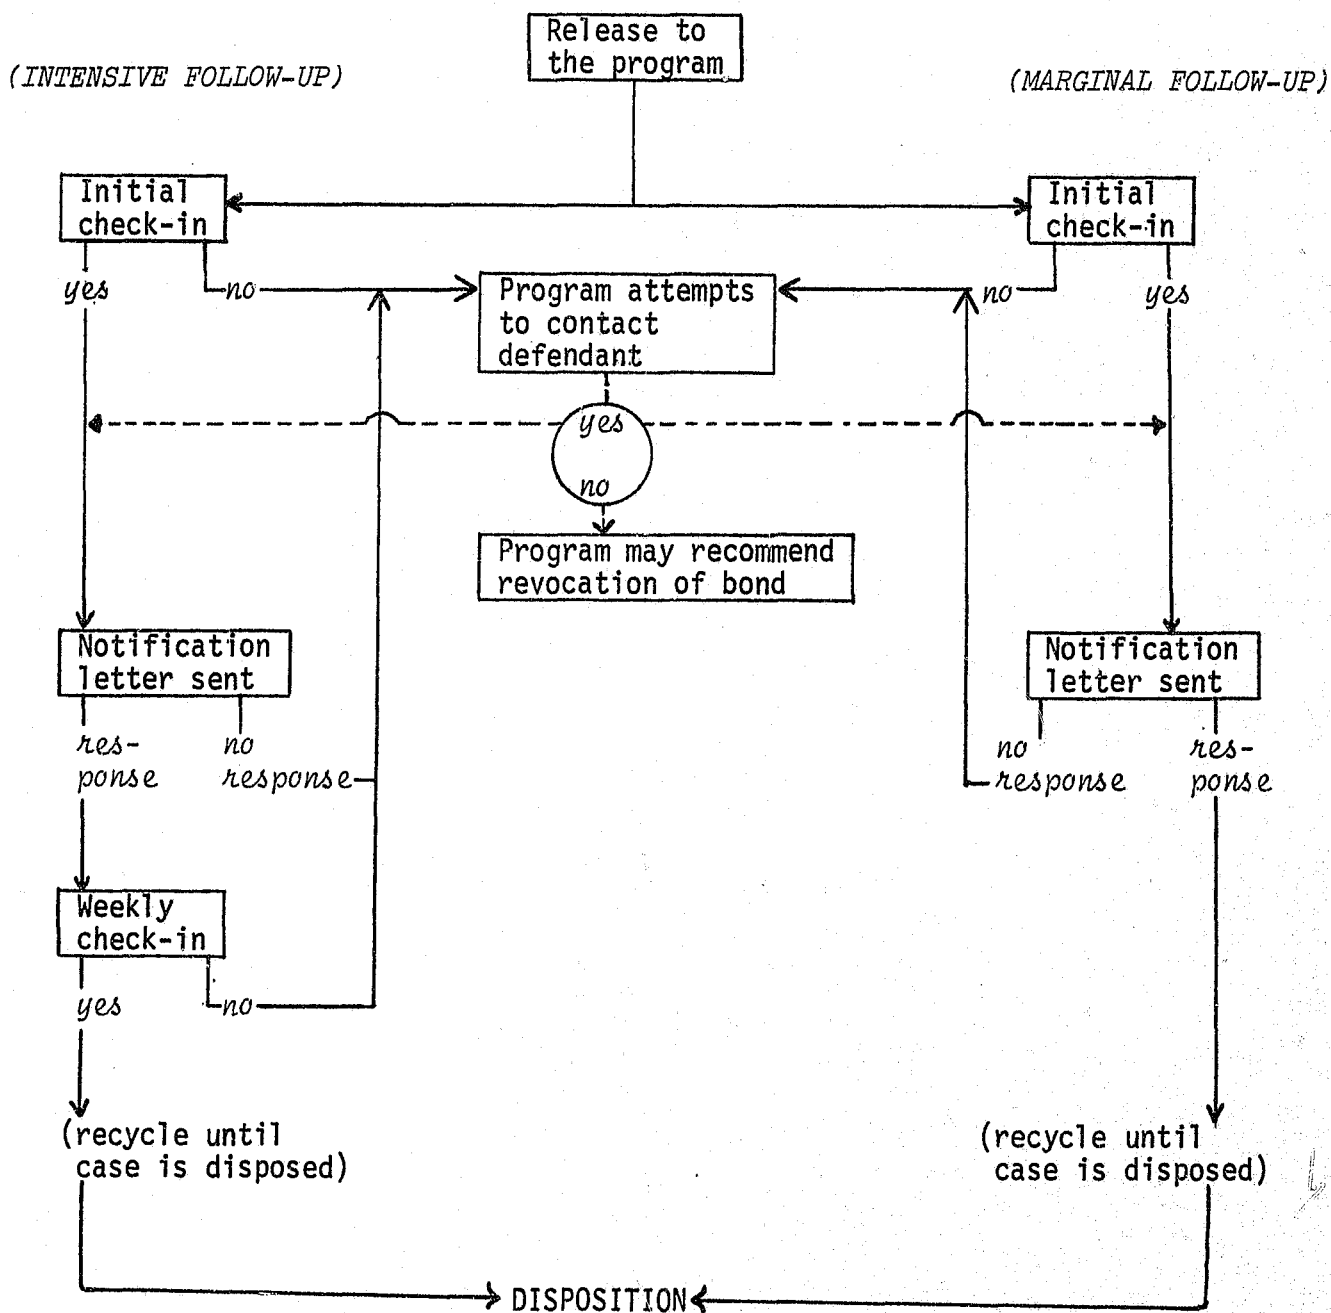 Release to
the program
(INTENSIVE FOLLOW-UP)
(MARGINAL FOLLOW-UP)
Initial
check-in
Initial
check-in
yes
no
Program attempts
to contact
defendant
no
yes
yes
no
Program may recommend
revocation of bond
Notification
letter sent
Notification
letter sent
res-
ponse
no
response
no
response
res-
ponse
Weekly
check-in
yes
no
(recycle until
case is disposed)
(recycle until
case is disposed)
DISPOSITION